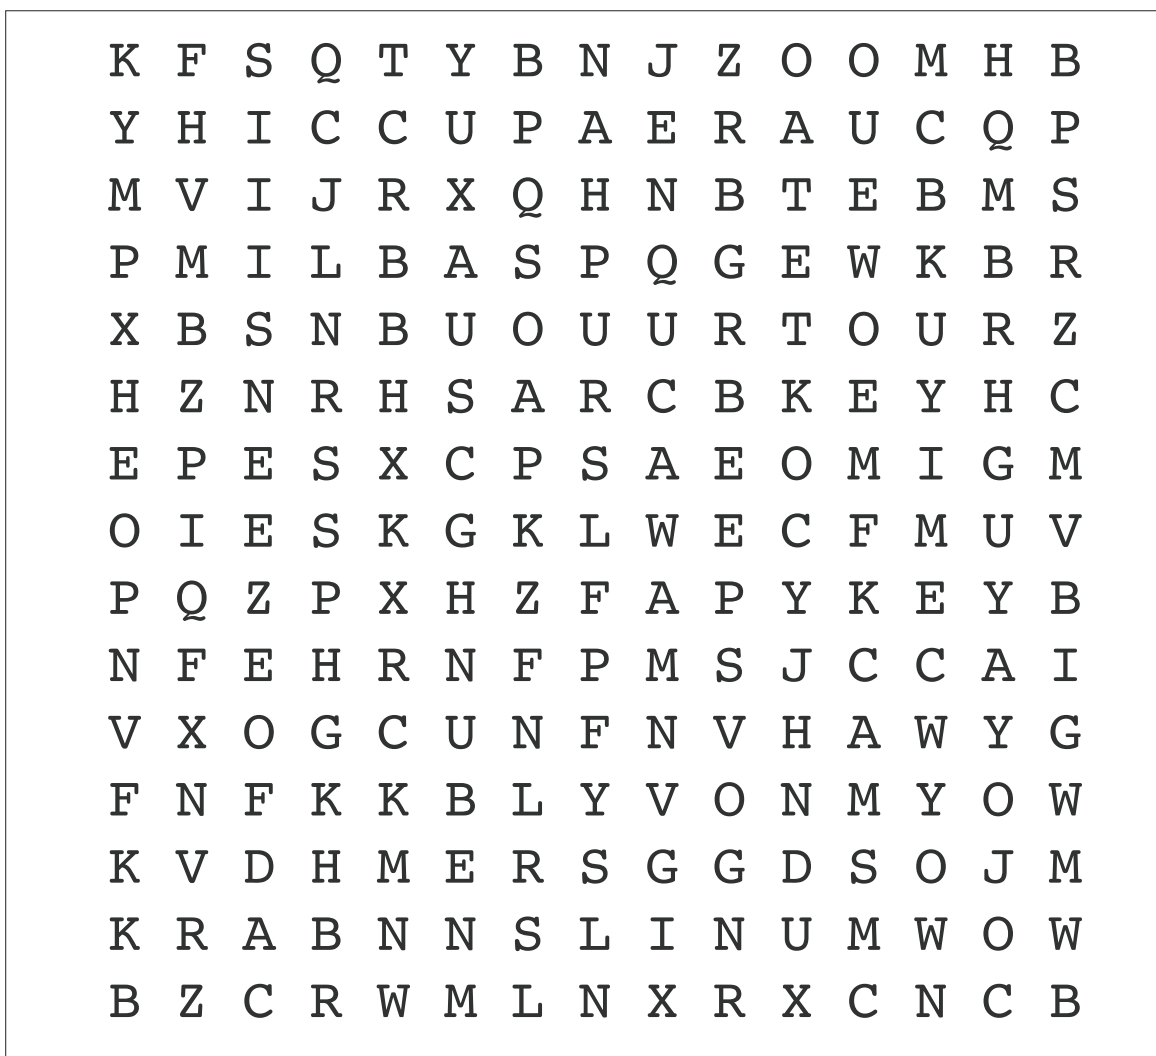 K F S Q T Y B N J Z O O M H B
Y H I C C U P A E R A U C Q P
M V I J R X Q H N B T E B M S
P M I L B A S P Q G E W K B R
X B S N B U O U U R T O U R Z
H Z N R H S A R C B K E Y H C
E P E S X C P S A E O M I G M
O I E S K G K L W E C F M U V
P Q Z P X H Z F A P Y K E Y B
N F E H R N F P M S J C C A I
V X O G C U N F N V H A W Y G
F N F K K B L Y V O N M Y O W
K V D H M E R S G G D S O J M
K R A B N N S L I N U M W O W
B Z C R W M L N X R X C N C B